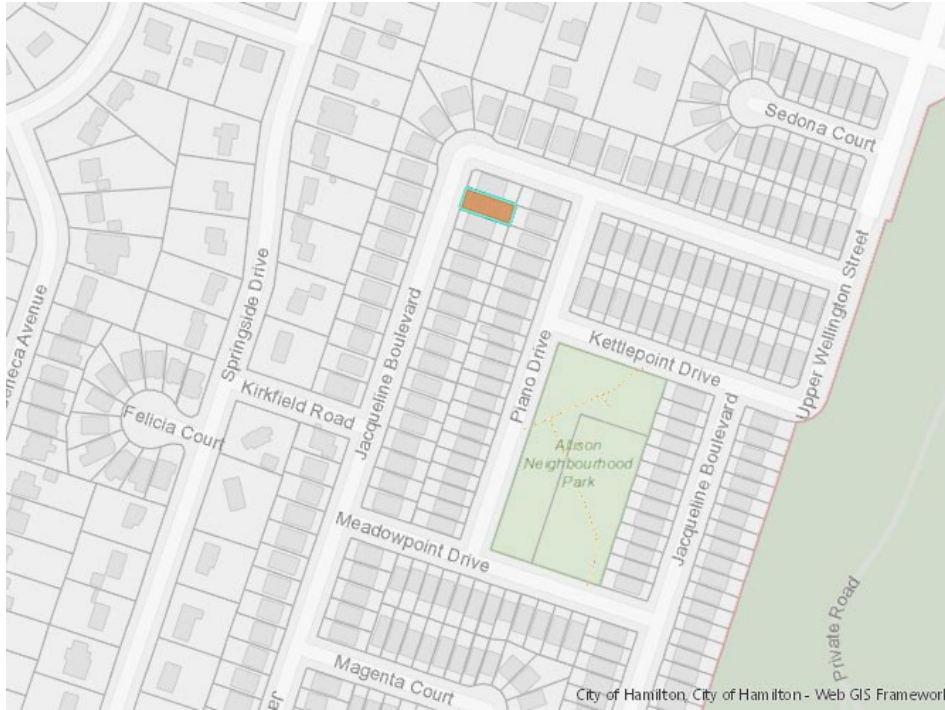 Sedona Court
Upper Wellington Street
Springside Drive
Jacqueline Boulevard
Piano Drive
Kettlepoint Drive
Kirkfield Road
Felicia Court
Allison
Neighbourhood
Park
Jacqueline Boulevard
Meadowpoint Drive
Magenta Court
Private Road
Avenue
Ja
City of Hamilton, City of Hamilton - Web GIS Framework